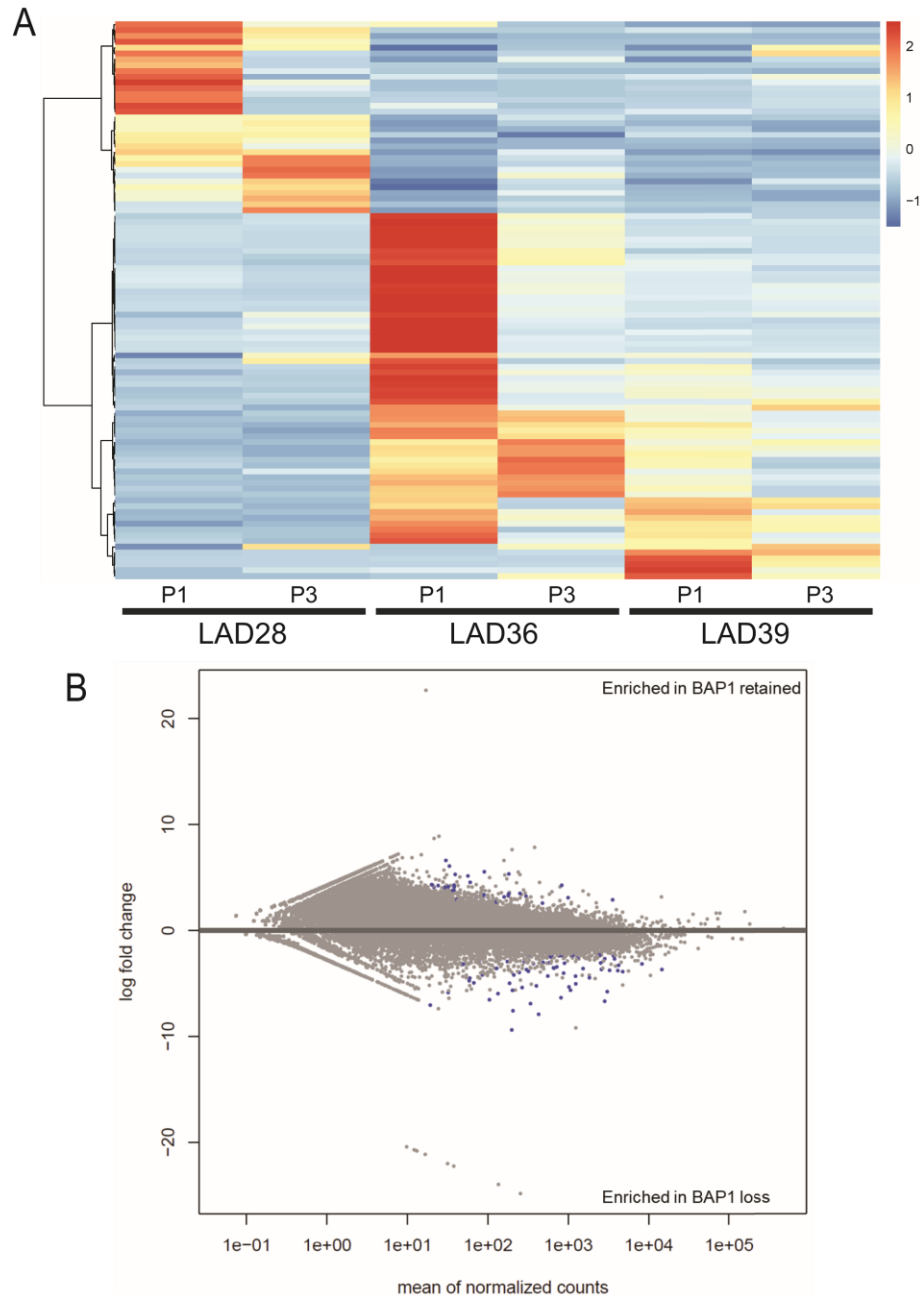 A
2
1
0
−1
P1 P3 P1 P3 P1 P3
LAD28 LAD36 LAD39
B
Enriched in BAP1 retained
20
10
0
−10
−20
log fold change
Enriched in BAP1 loss
1e−01 1e+00 1e+01 1e+02 1e+03 1e+04 1e+05
mean of normalized counts